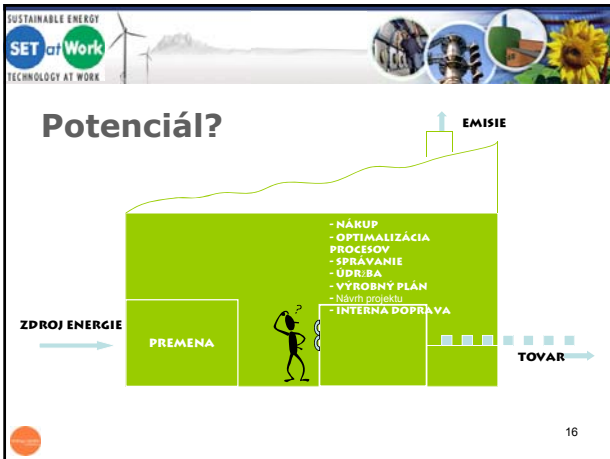 SUSTAINABLE ENERGY
SET at Work
TECHNOLOGY AT WORK
Potenciál?
EMISIE
- NÁKUP
- OPTIMALIZÁCIA
PROCESOV
- SPRÁVANIE
- ÚDRžBA
- VÝROBNÝ PLÁN
- Návrh projektu
- INTERNA DOPRAVA
ZDROJ ENERGIE
PREMENA
?
TOVAR
16